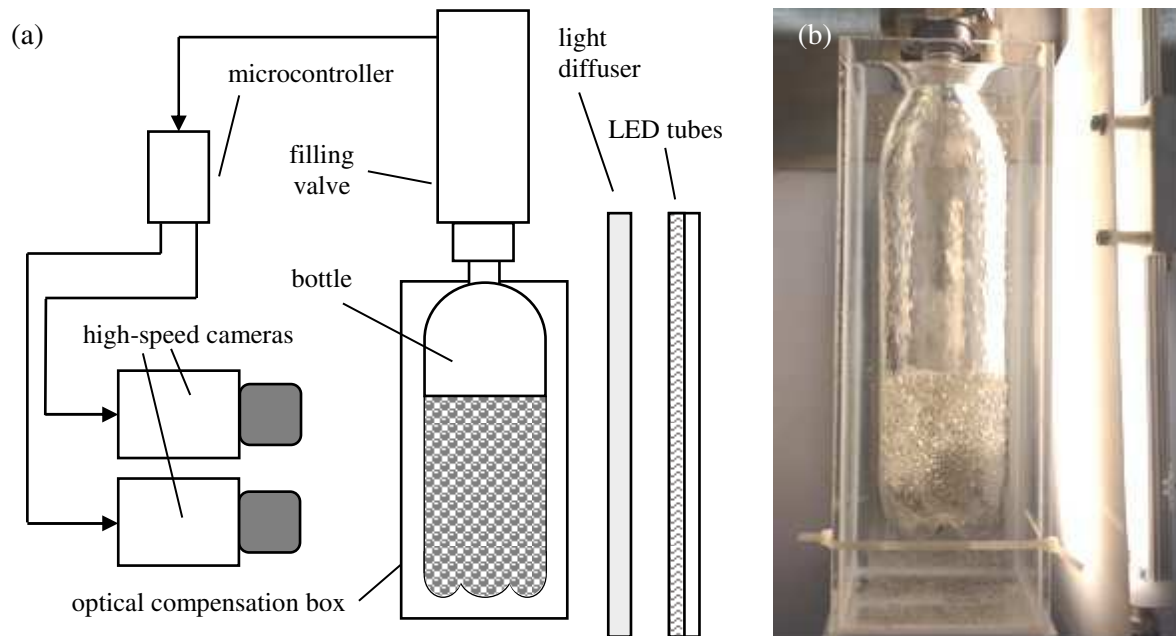 (a)
microcontroller
filling
valve
light
diffuser
LED tubes
bottle
high-speed cameras
optical compensation box
(b)